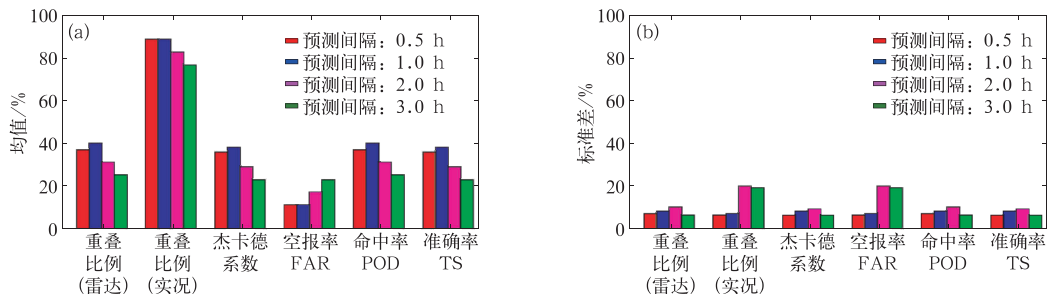 (a)
预测间隔：0.5 h
预测间隔：1.0 h
预测间隔：2.0 h
预测间隔：3.0 h
均值/%
100
80
60
40
20
0
重叠 重叠 杰卡德 空报率 命中率 准确率
比例 比例 系数 FAR POD TS
(雷达) (实况)
(b)
预测间隔：0.5 h
预测间隔：1.0 h
预测间隔：2.0 h
预测间隔：3.0 h
标准差/%
100
80
60
40
20
0
重叠 重叠 杰卡德 空报率 命中率 准确率
比例 比例 系数 FAR POD TS
(雷达) (实况)